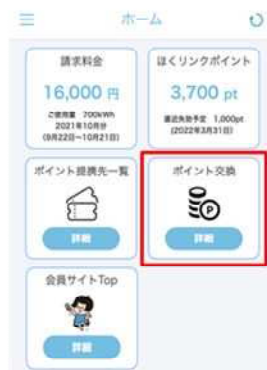 ホーム
請求料金
ほくリンクポイント
16,000 円
3,700 pt
ご使用量 700kWh
2021年10月分
(09月22日~10月21日)
直近失効予定 1,000pt
(2022年3月31日)
ポイント提携先一覧
ポイント交換
P
詳細
詳細
会員サイトTop
詳細